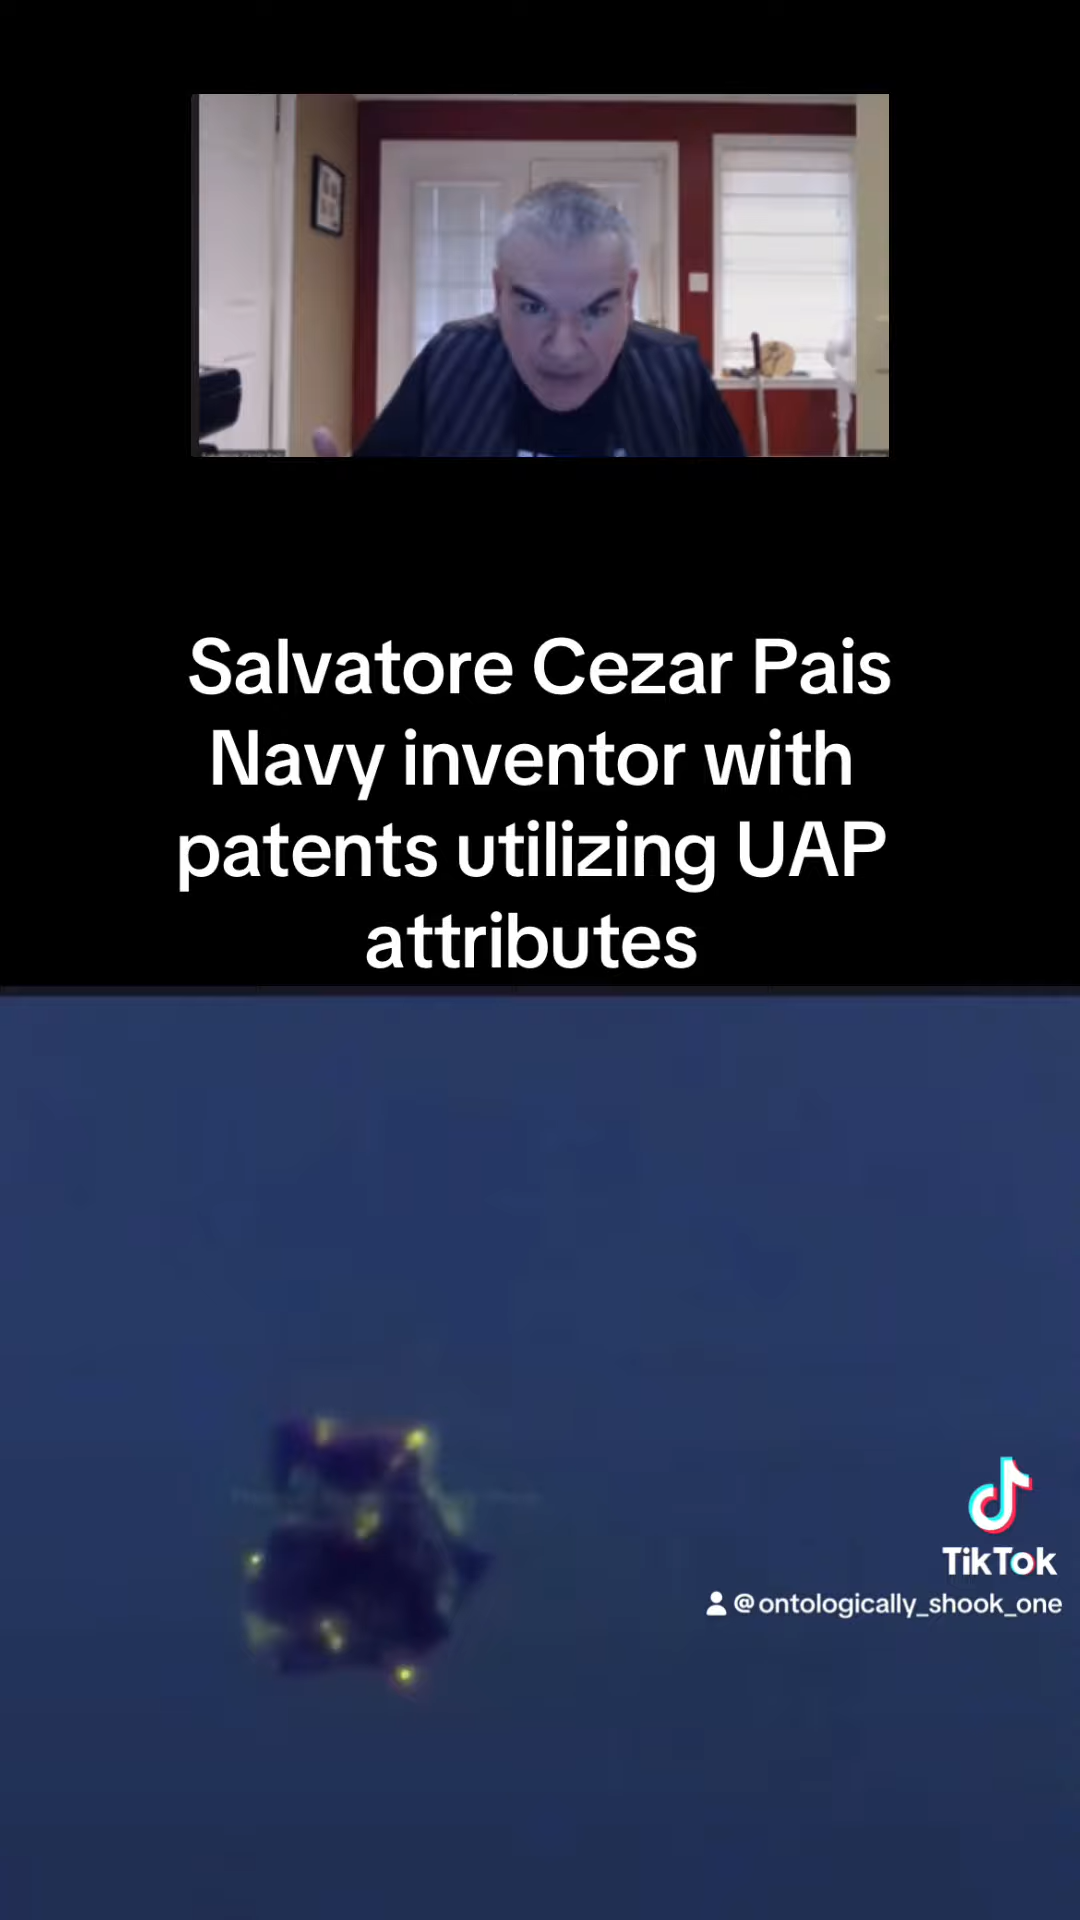 Salvatore Cezar Pais
Navy inventor with
patents utilizing UAP
attributes
TikTok
@ontologically_shook_one